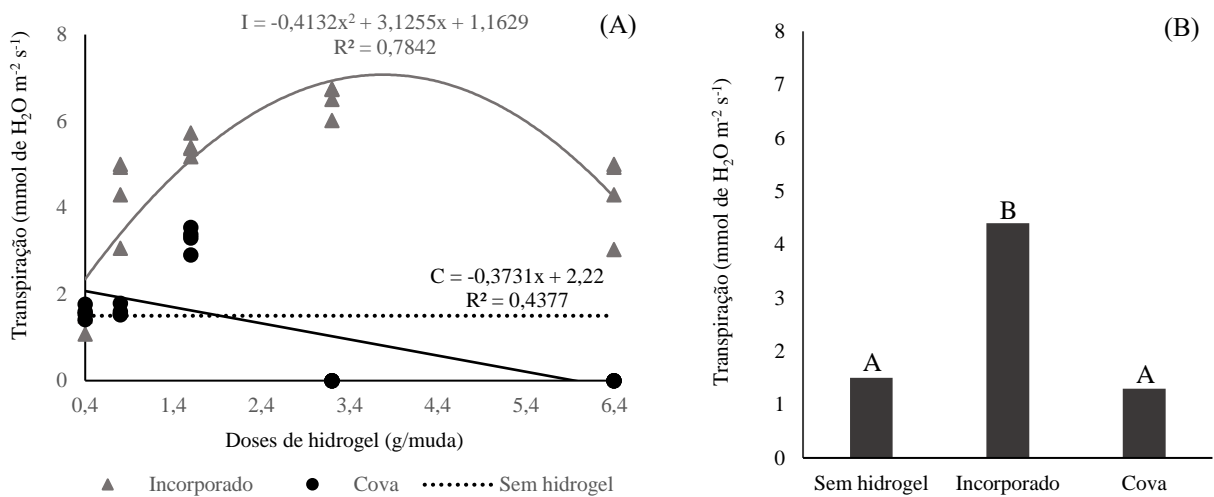 I = -0,4132x² + 3,1255x + 1,1629
R² = 0,7842
(A)
Transpiração (mmol de H₂O m⁻² s⁻¹)
8
6
4
2
0
C = -0,3731x + 2,22
R² = 0,4377
0,4 1,4 2,4 3,4 4,4 5,4 6,4
Doses de hidrogel (g/muda)
Incorporado Cova Sem hidrogel
(B)
Transpiração (mmol de H₂O m⁻² s⁻¹)
8
7
6
5
4
3
2
1
0
A B A
Sem hidrogel Incorporado Cova